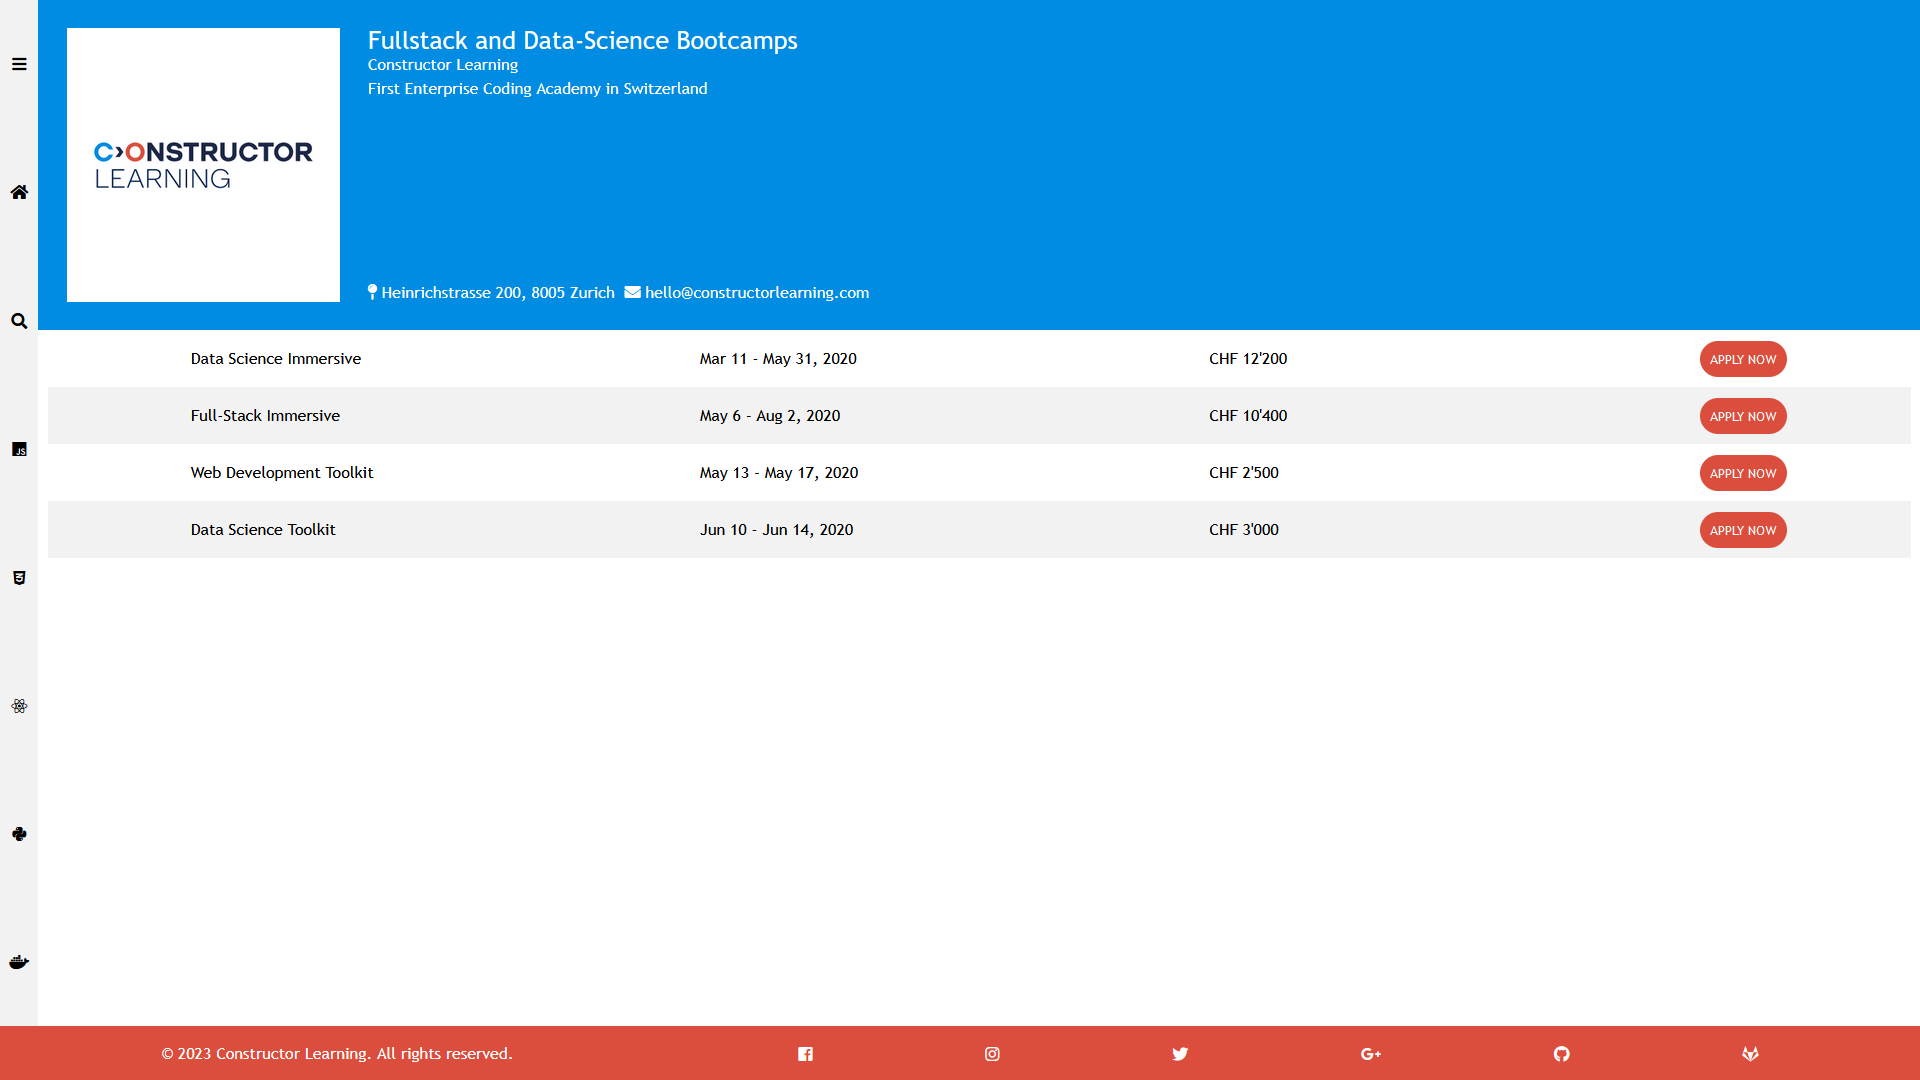 Fullstack and Data-Science Bootcamps
Constructor Learning
First Enterprise Coding Academy in Switzerland
CONSTRUCTOR
LEARNING
Heinrichstrasse 200, 8005 Zurich hello@constructorlearning.com
Data Science Immersive Mar 11 - May 31, 2020 CHF 12'200 APPLY NOW
Full-Stack Immersive May 6 - Aug 2, 2020 CHF 10'400 APPLY NOW
Web Development Toolkit May 13 - May 17, 2020 CHF 2'500 APPLY NOW
Data Science Toolkit Jun 10 - Jun 14, 2020 CHF 3'000 APPLY NOW
JS
© 2023 Constructor Learning. All rights reserved.
G+